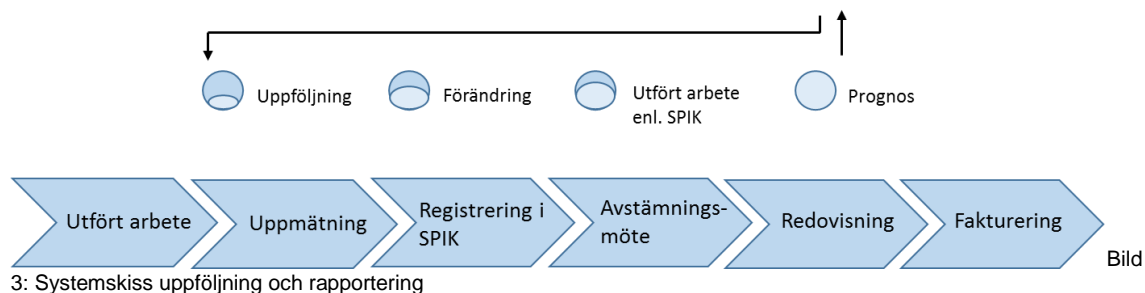 Uppföljning
Förändring
Utfört arbete
enl. SPIK
Prognos
Utfört arbete
Uppmätning
Registrering i
SPIK
Avstämnings-
möte
Redovisning
Fakturering
Bild
3: Systemskiss uppföljning och rapportering